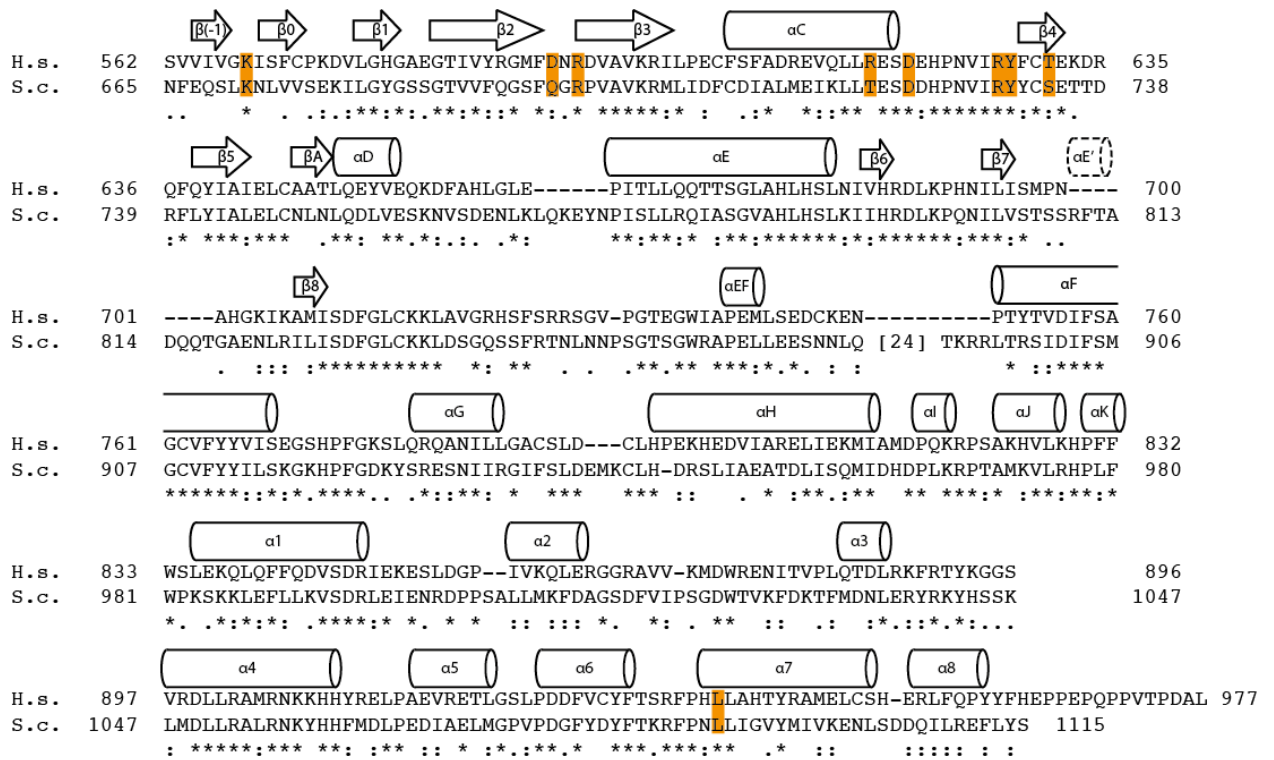 β(-1) β0 β1 β2 β3 αC β4
H.s. 562 SVVIVGKISFCPKDVLGHGAEGTIVYRGMFDNRDVAVKRILPECFSFADREVQLLRESDEHPNVIRYFCTEKDR 635
S.c. 665 NFEQSLKNLVVSEKILGYGSSGTVVFQGSFQGRPVAVKRMLIDFCDIALMEIKLLTESDDHPNVIRYYCSETTD 738
.. * . .:.**:**:*:.**:*::* *:.* *****:* : *: *:** ***:**********:*:*.
β5 βA αD αE β6 β7 αE′
H.s. 636 QFQYIAIELCAATLQEYVEQKDFAHLGLE------PITLLQQTTSGLAHLHSLNIVHRDLKPHNILISMPN---- 700
S.c. 739 RFLYIALELCNLNLQDLVESKNVSDENLKLQKEYNPISLLRQIASGVAHLHSLKIIHRDLKPQNILVSTSSRFTA 813
:* ***:*** .**: **.*:.:. .*: **:**:* :**:******:*:******:***:* ..
β8 αEF αF
H.s. 701 ----AHGKIKAMISDFGLCKKLAVGRHSFSRRSGV-PGTEGWIAPEMLSEDCKEN----------PTYTVDIFSA 760
S.c. 814 DQQTGAENLRILISDFGLCKKLDSGQSSFRTNLNNPSGTSGWRAPELLEESNNLQ [24] TKRRLTRSIDIFSM 906
. ::: :********** *: ** . . .**.** ***:*.*. : : * ::****
αG αH αI αJ αK
H.s. 761 GCVFYYVISEGSHPFGKSLQRQANILLGACSLD---CLHPEKHEDVIARELIEKMIAMDPQKRPSAKHVLKHPFF 832
S.c. 907 GCVFYYILSKGKHPFGDKYSRESNIIRGIFSLDEMKCLH-DRSLIAEATDLISQMIDHDPLKRPTAMKVLRHPLF 980
******::*:*.****.. .*::**: * *** *** :: . * :**.:** ** ***:* :**:**:*
α1 α2 α3
H.s. 833 WSLEKQLQFFQDVSDRIEKESLDGP--IVKQLERGGRAVV-KMDWRENITVPLQTDLRKFRTYKGGS 896
S.c. 981 WPKSKKLEFLLKVSDRLEIENRDPPSALLMKFDAGSDFVIPSGDWTVKFDKTFMDNLERYRKYHSSK 1047
*. .*:*:*: .****:* *. * * :: ::: *. *: . ** :: .: :*.::*.*:...
α4 α5 α6 α7 α8
H.s. 897 VRDLLRAMRNKKHHYRELPAEVRETLGSLPDDFVCYFTSRFPHLLAHTYRAMELCSH-ERLFQPYYFHEPPEPQPPVTPDAL 977
S.c. 1047 LMDLLRALRNKYHHFMDLPEDIAELMGPVPDGFYDYFTKRFPNLLIGVYMIVKENLSDDQILREFLYS 1115
: *****:*** **: :** :: * :*.:**.* ***.***:** .* :: ::::: : :